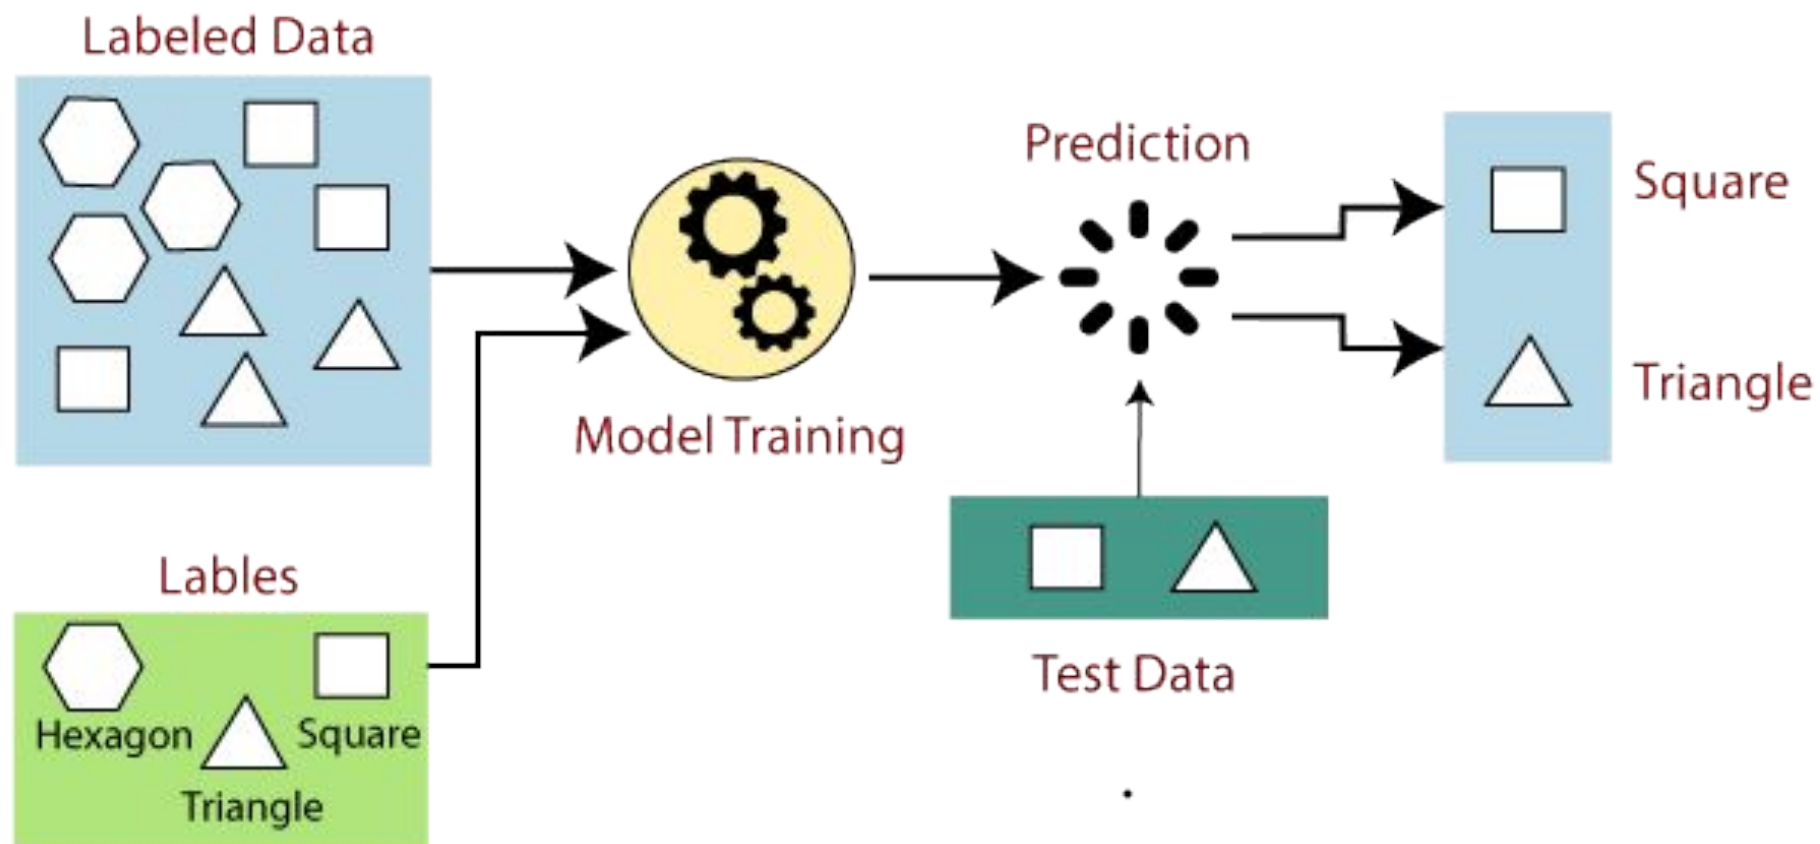 Labeled Data
Prediction
Square
Triangle
Model Training
Lables
Hexagon
Square
Triangle
Test Data